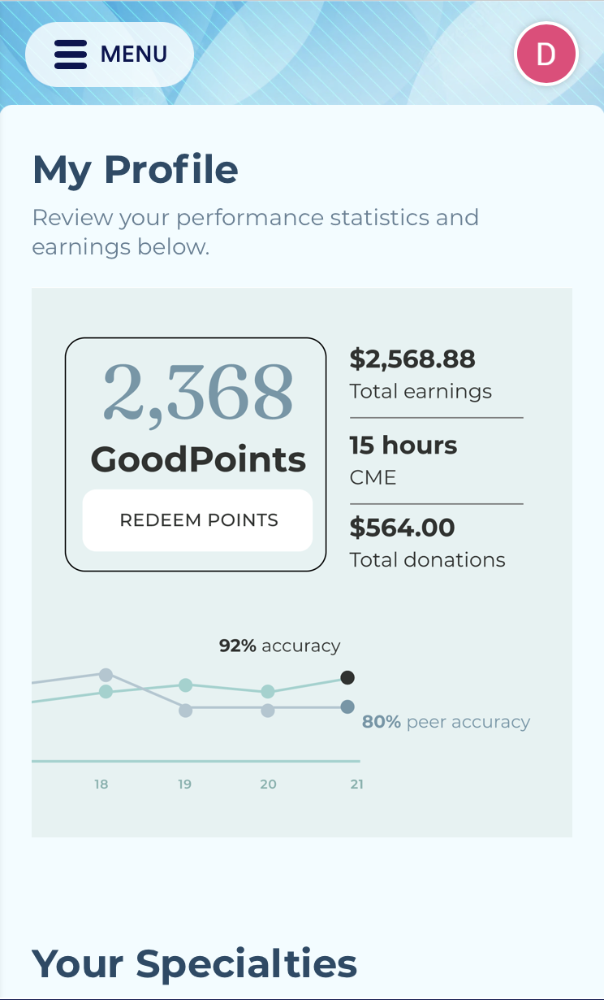 MENU
D
My Profile
Review your performance statistics and
earnings below.
2,368
GoodPoints
REDEEM POINTS
$2,568.88
Total earnings
15 hours
CME
$564.00
Total donations
92% accuracy
80% peer accuracy
18 19 20 21
Your Specialties